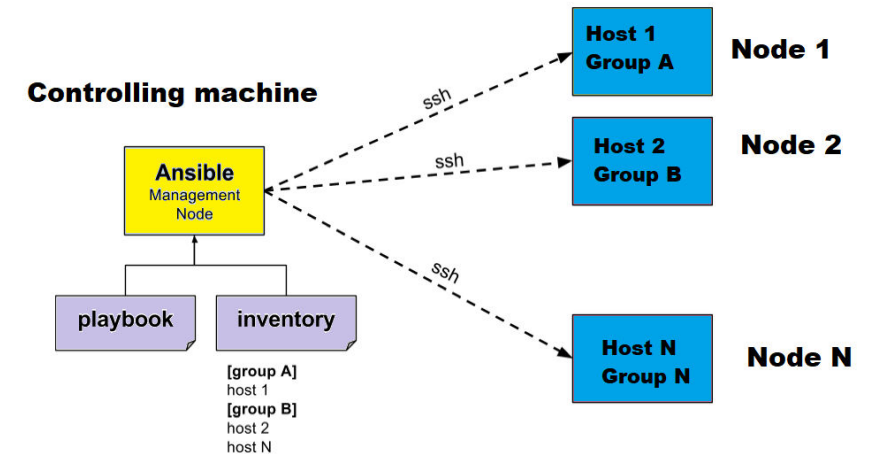 Controlling machine
Ansible
Management
Node
playbook
inventory
[group A]
host 1
[group B]
host 2
host N
ssh
ssh
ssh
Host 1
Group A
Node 1
Host 2
Group B
Node 2
Host N
Group N
Node N